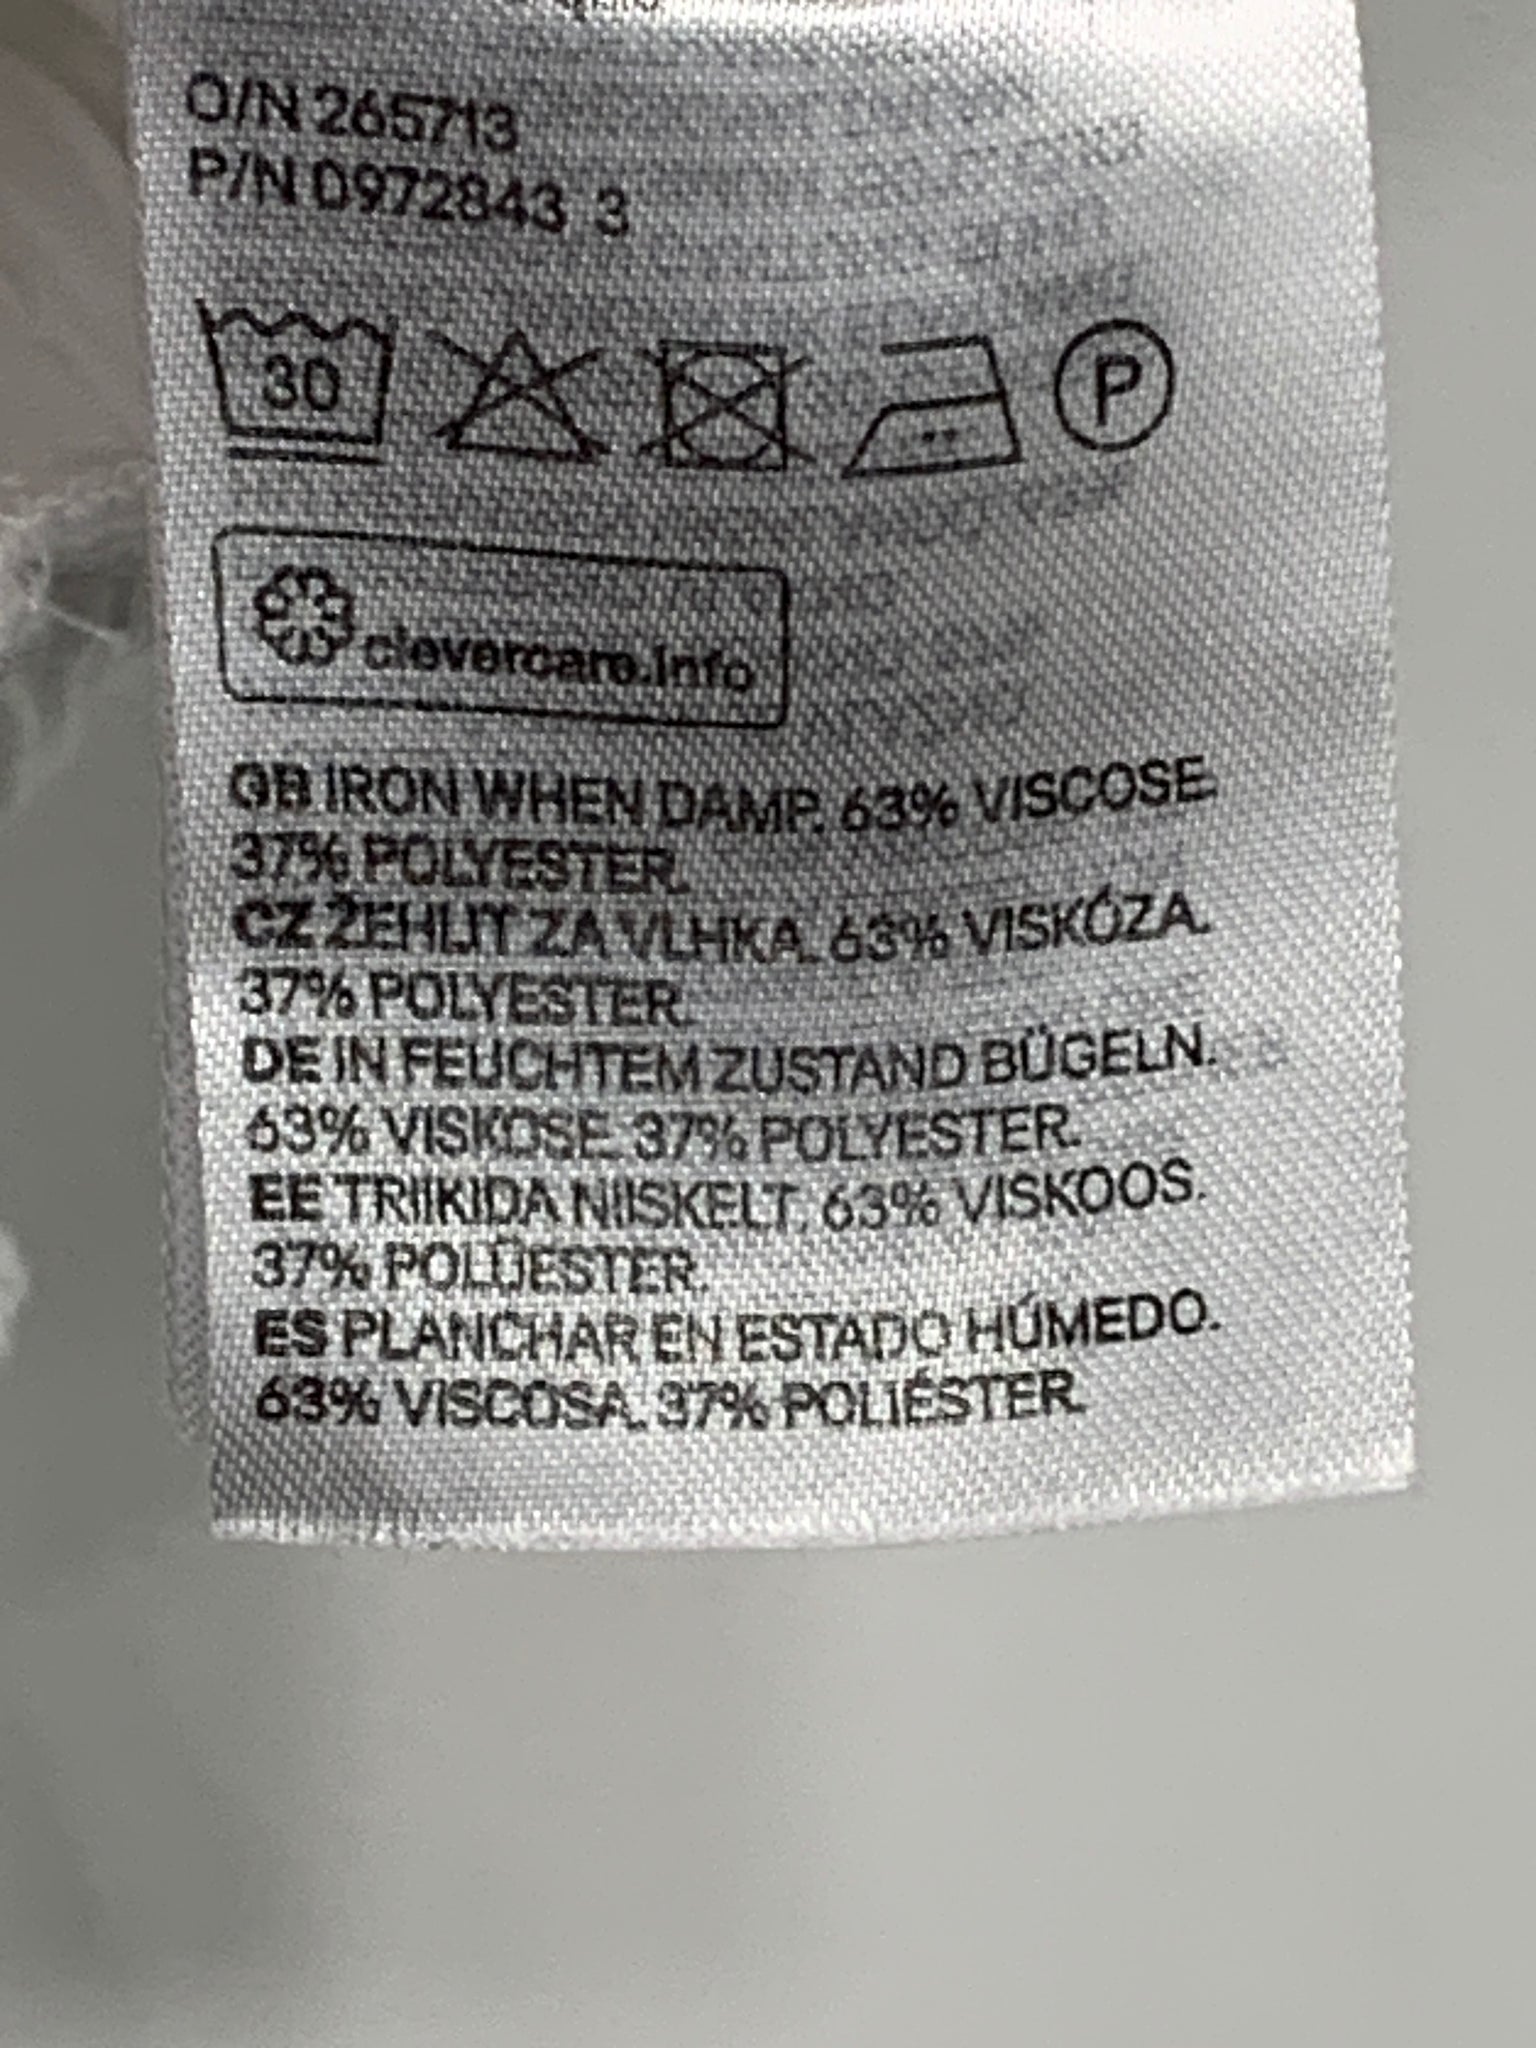 O/N 265713
P/N 0972843 3
30
P
clevercare.info
GB IRON WHEN DAMP. 63% VISCOSE.
37% POLYESTER.
CZ ŽEHLIT ZA VLHKA. 63% VISKÓZA.
37% POLYESTER.
DE IN FEUCHTEM ZUSTAND BÜGELN.
63% VISKOSE. 37% POLYESTER.
EE TRIIKIDA NIISKELT. 63% VISKOOS.
37% POLÜESTER.
ES PLANCHAR EN ESTADO HÚMEDO.
63% VISCOSA. 37% POLIÉSTER.